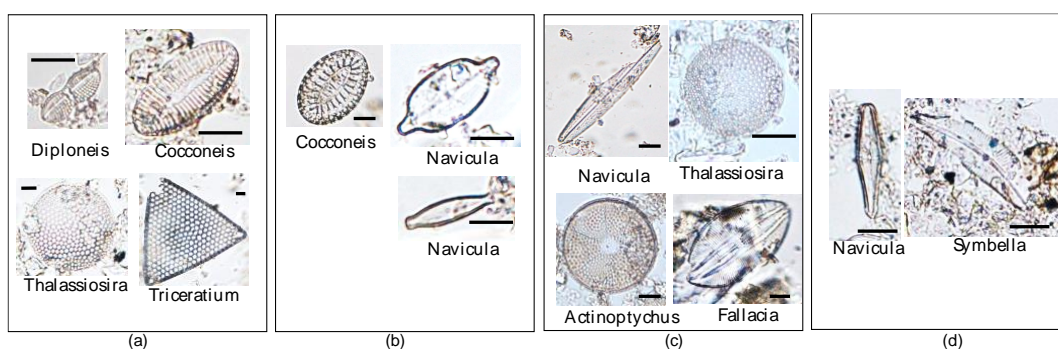 Diploneis
Cocconeis
Thalassiosira
Triceratium
(a)
Cocconeis
Navicula
Navicula
(b)
Navicula
Thalassiosira
Actinoptychus
Fallacia
(c)
Navicula
Symbella
(d)